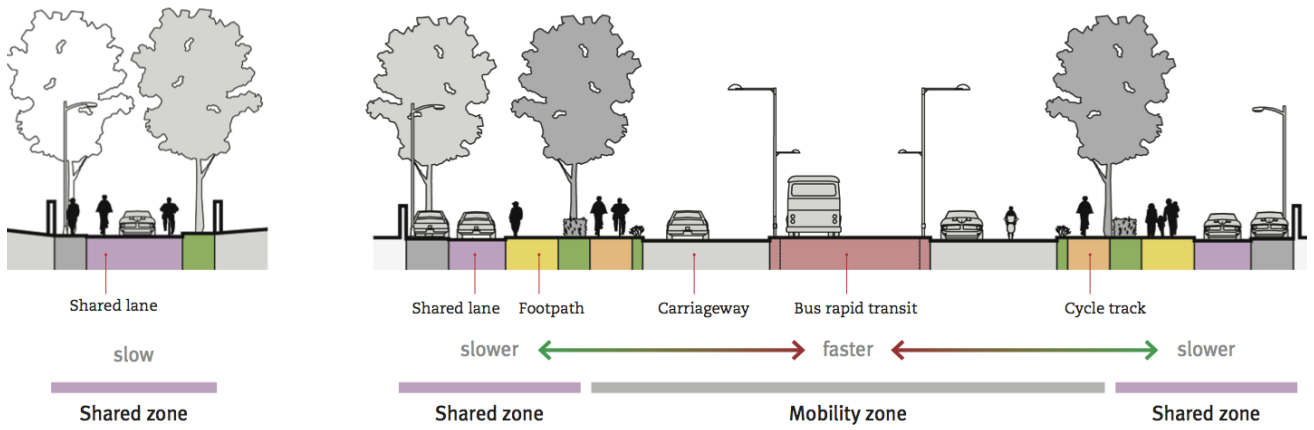 Shared lane
Shared lane
Footpath
Carriageway
Bus rapid transit
Cycle track
slow
slower
faster
slower
Shared zone
Shared zone
Mobility zone
Shared zone